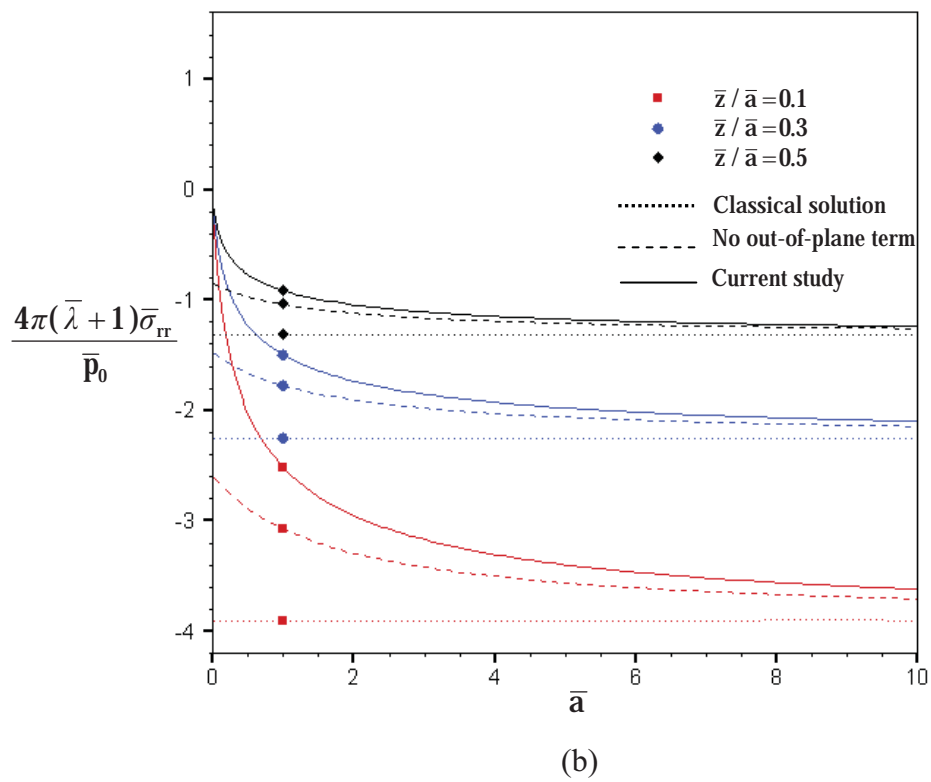 1
z̄ / ā = 0.1
z̄ / ā = 0.3
z̄ / ā = 0.5
0
Classical solution
No out-of-plane term
Current study
-1
4π(λ̄ + 1)σ̄rr
p̄0
-2
-3
-4
0 2 4 6 8 10
ā
(b)